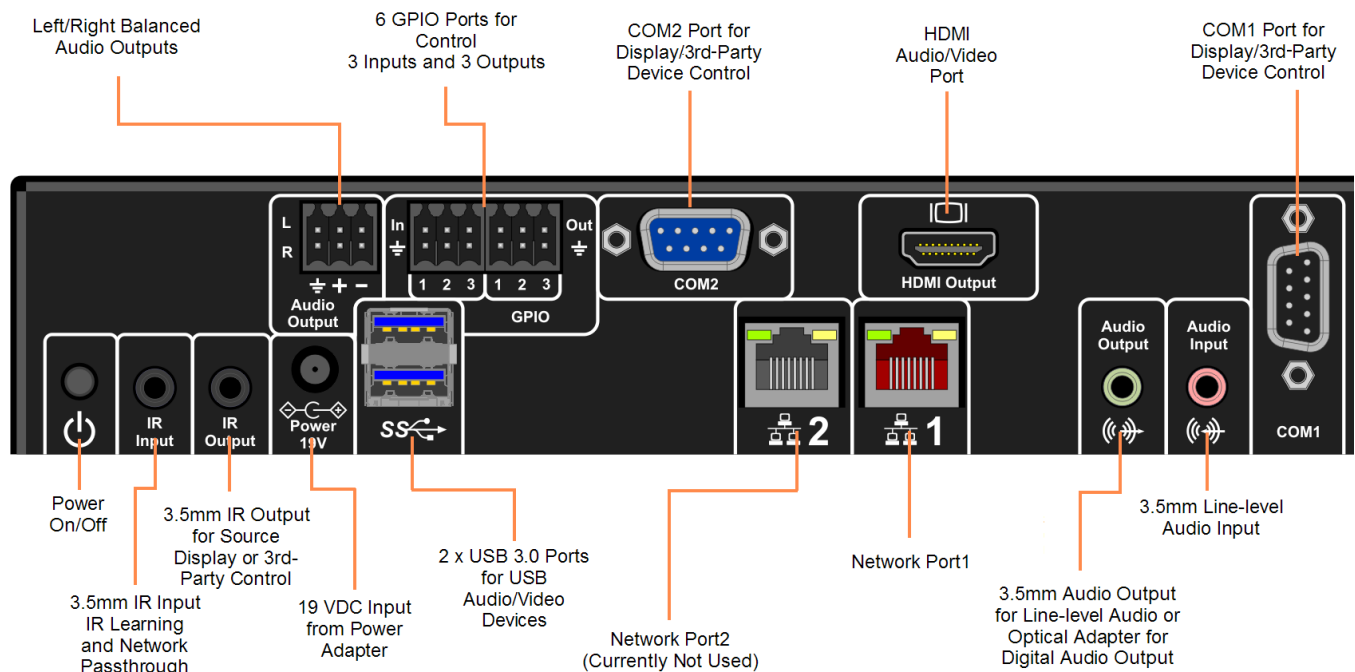 Left/Right Balanced
Audio Outputs
6 GPIO Ports for
Control
3 Inputs and 3 Outputs
COM2 Port for
Display/3rd-Party
Device Control
HDMI
Audio/Video
Port
COM1 Port for
Display/3rd-Party
Device Control
L
R
+ −
Audio
Output
In
Out
1 2 3 1 2 3
GPIO
COM2
HDMI Output
COM1
IR
Input
IR
Output
Power
19V
SS
2
1
Audio
Output
Audio
Input
Power
On/Off
3.5mm IR Input
IR Learning
and Network
Passthrough
3.5mm IR Output
for Source
Display or 3rd-
Party Control
19 VDC Input
from Power
Adapter
2 x USB 3.0 Ports
for USB
Audio/Video
Devices
Network Port2
(Currently Not Used)
Network Port1
3.5mm Audio Output
for Line-level Audio or
Optical Adapter for
Digital Audio Output
3.5mm Line-level
Audio Input